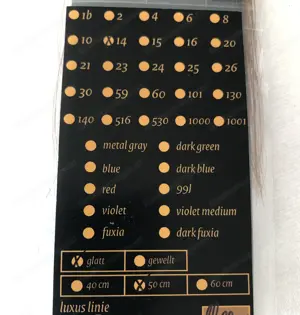 1b 2 4 6 8
10 14 15 16 20
21 23 24 25 26
30 59 60 101 130
140 516 530 1000 1001
metal gray dark green
blue dark blue
red 99J
violet violet medium
fuxia dark fuxia
glatt gewellt
40 cm 50 cm 60 cm
luxus linie